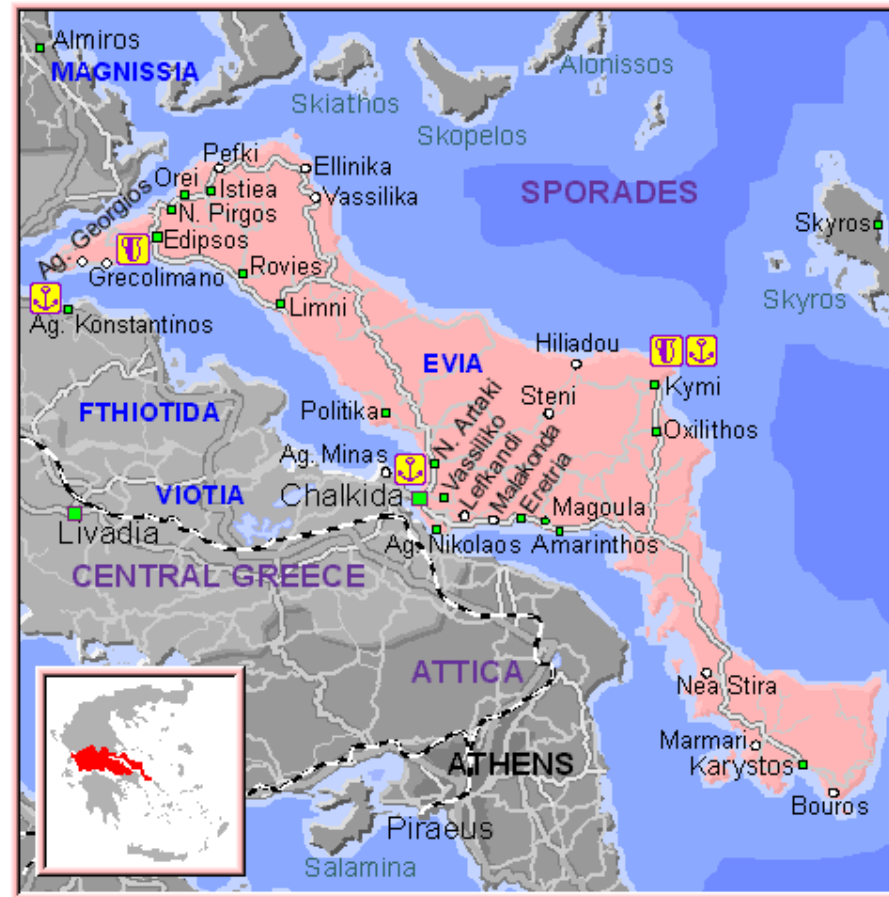 Almiros
MAGNISSIA
Skiathos
Skopelos
Alonissos
SPORADES
Skyros
Skyros
Pefki
Ellinika
Orei
Istiea
Vassilika
N. Pirgos
Ag. Georgios
Edipsos
Grecolimano
Rovies
Limni
Ag. Konstantinos
EVIA
Hiliadou
Kymi
Steni
Oxilithos
FTHIOTIDA
Politika
N. Artaki
Vassiliko
Lefkandi
Malakonda
Eretria
Magoula
Ag. Minas
VIOTIA
Chalkida
Livadia
Ag. Nikolaos
Amarinthos
CENTRAL GREECE
ATTICA
Nea Stira
Marmari
Karystos
Bouros
ATHENS
Piraeus
Salamina